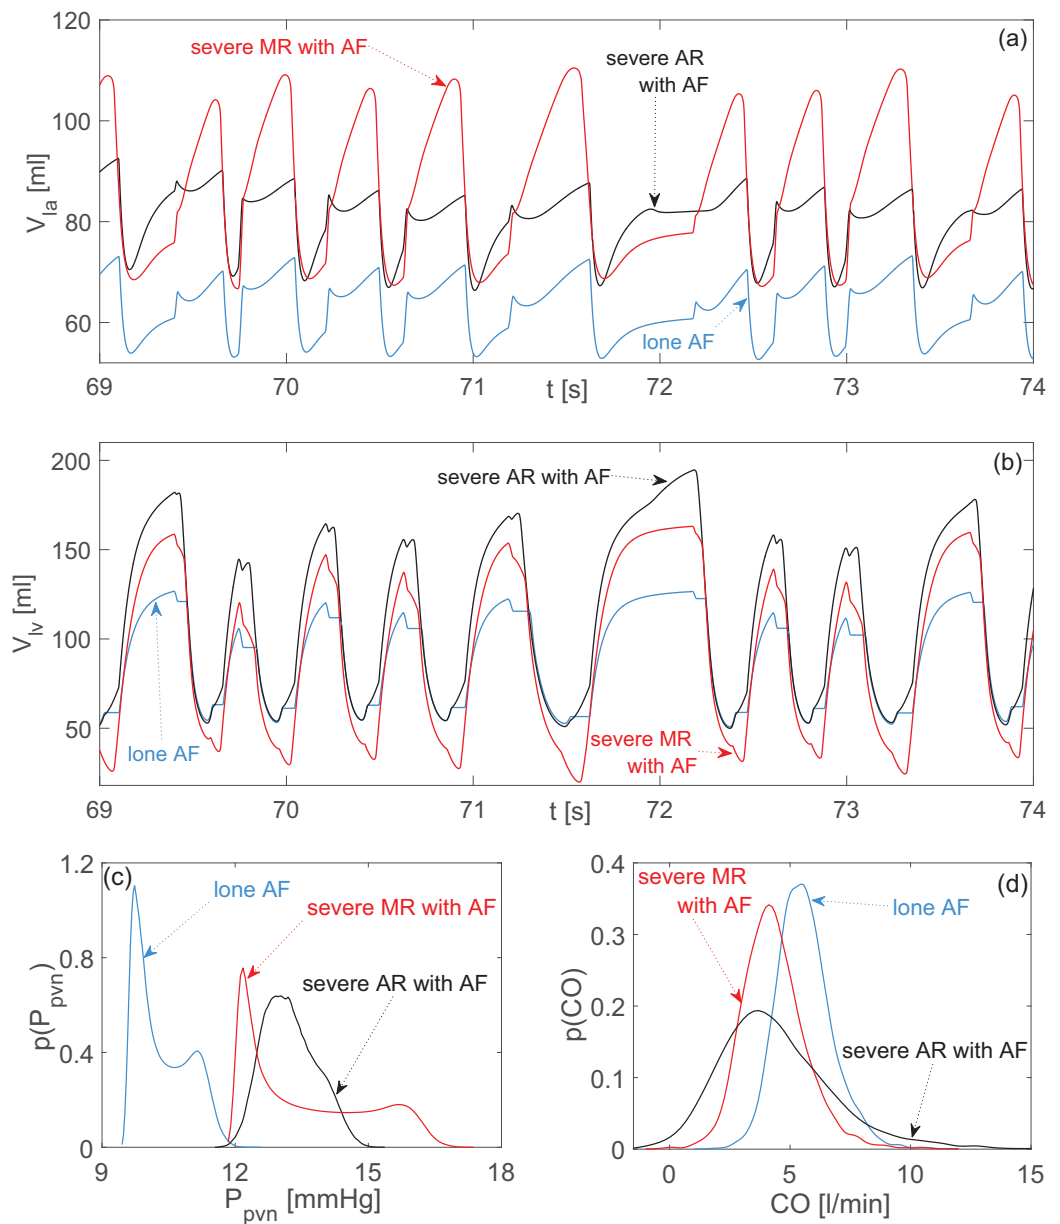 120
100
80
60
V_la [ml]
(a)
severe MR with AF
severe AR
with AF
lone AF
69 70 71 72 73 74
t [s]
200
150
100
50
V_lv [ml]
(b)
severe AR with AF
lone AF
severe MR
with AF
69 70 71 72 73 74
t [s]
1.2
0.8
0.4
0
p(P_pvn)
(c)
lone AF
severe MR with AF
severe AR with AF
9 12 15 18
P_pvn [mmHg]
0.4
0.3
0.2
0.1
0
p(CO)
(d)
severe MR
with AF
lone AF
severe AR with AF
0 5 10 15
CO [l/min]